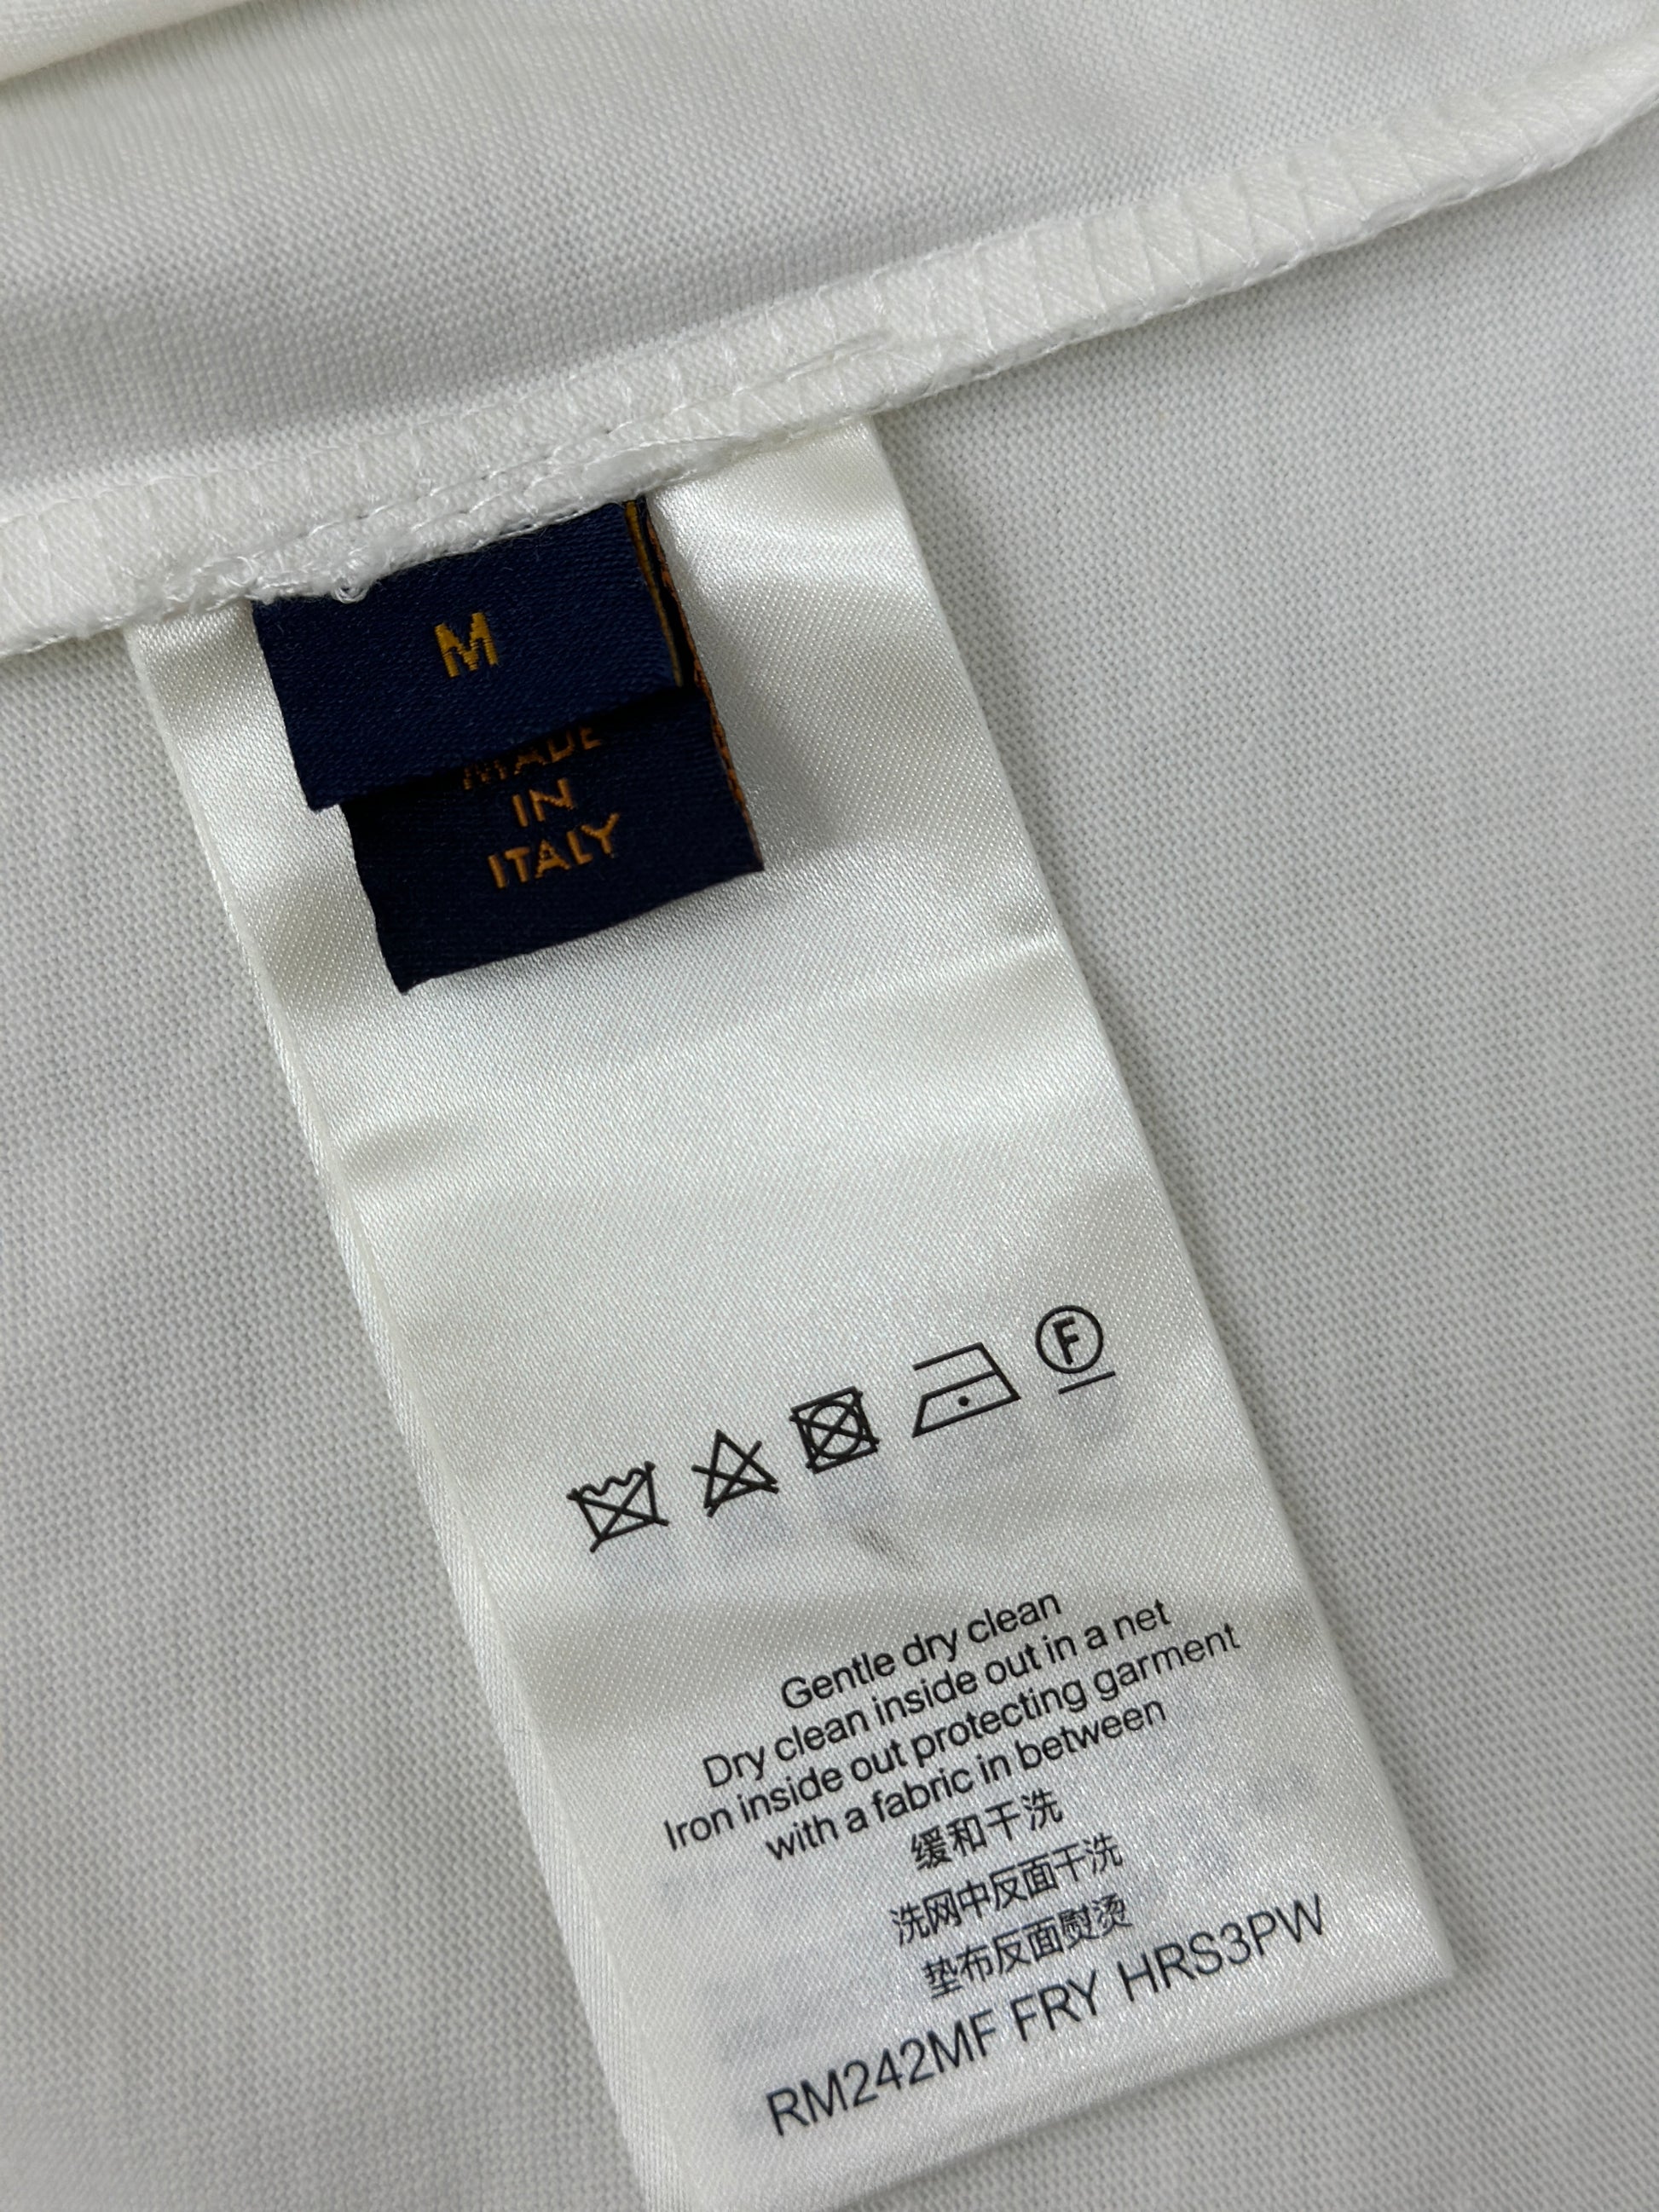 M
MADE
IN
ITALY
F
Gentle dry clean
Dry clean inside out in a net
Iron inside out protecting garment
with a fabric in between
缓和干洗
洗网中反面干洗
垫布反面熨烫
RM242MF FRY HRS3PW